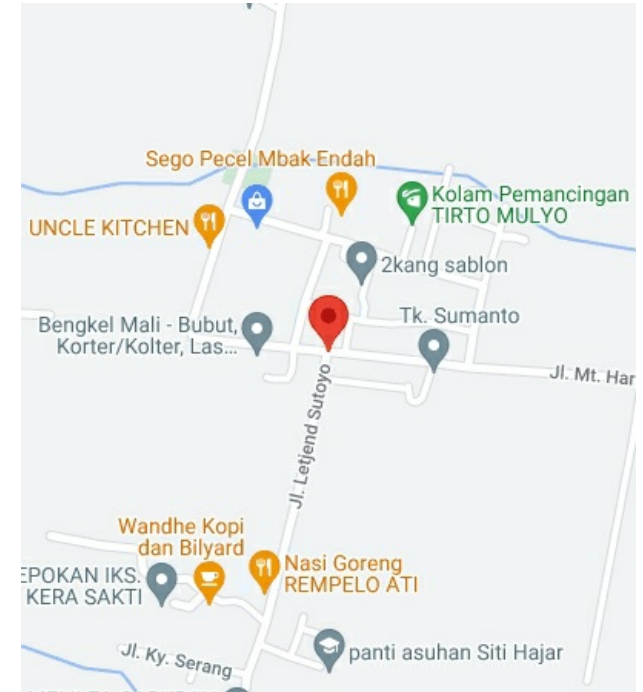 Sego Pecel Mbak Endah
Kolam Pemancingan
TIRTO MULYO
UNCLE KITCHEN
2kang sablon
Bengkel Mali - Bubut,
Korter/Kolter, Las...
Tk. Sumanto
Jl. Mt. Har
Jl. Letjend Sutoyo
Wandhe Kopi
dan Bilyard
Nasi Goreng
REMPELO ATI
EPOKAN IKS.
KERA SAKTI
Jl. Ky. Serang
panti asuhan Siti Hajar